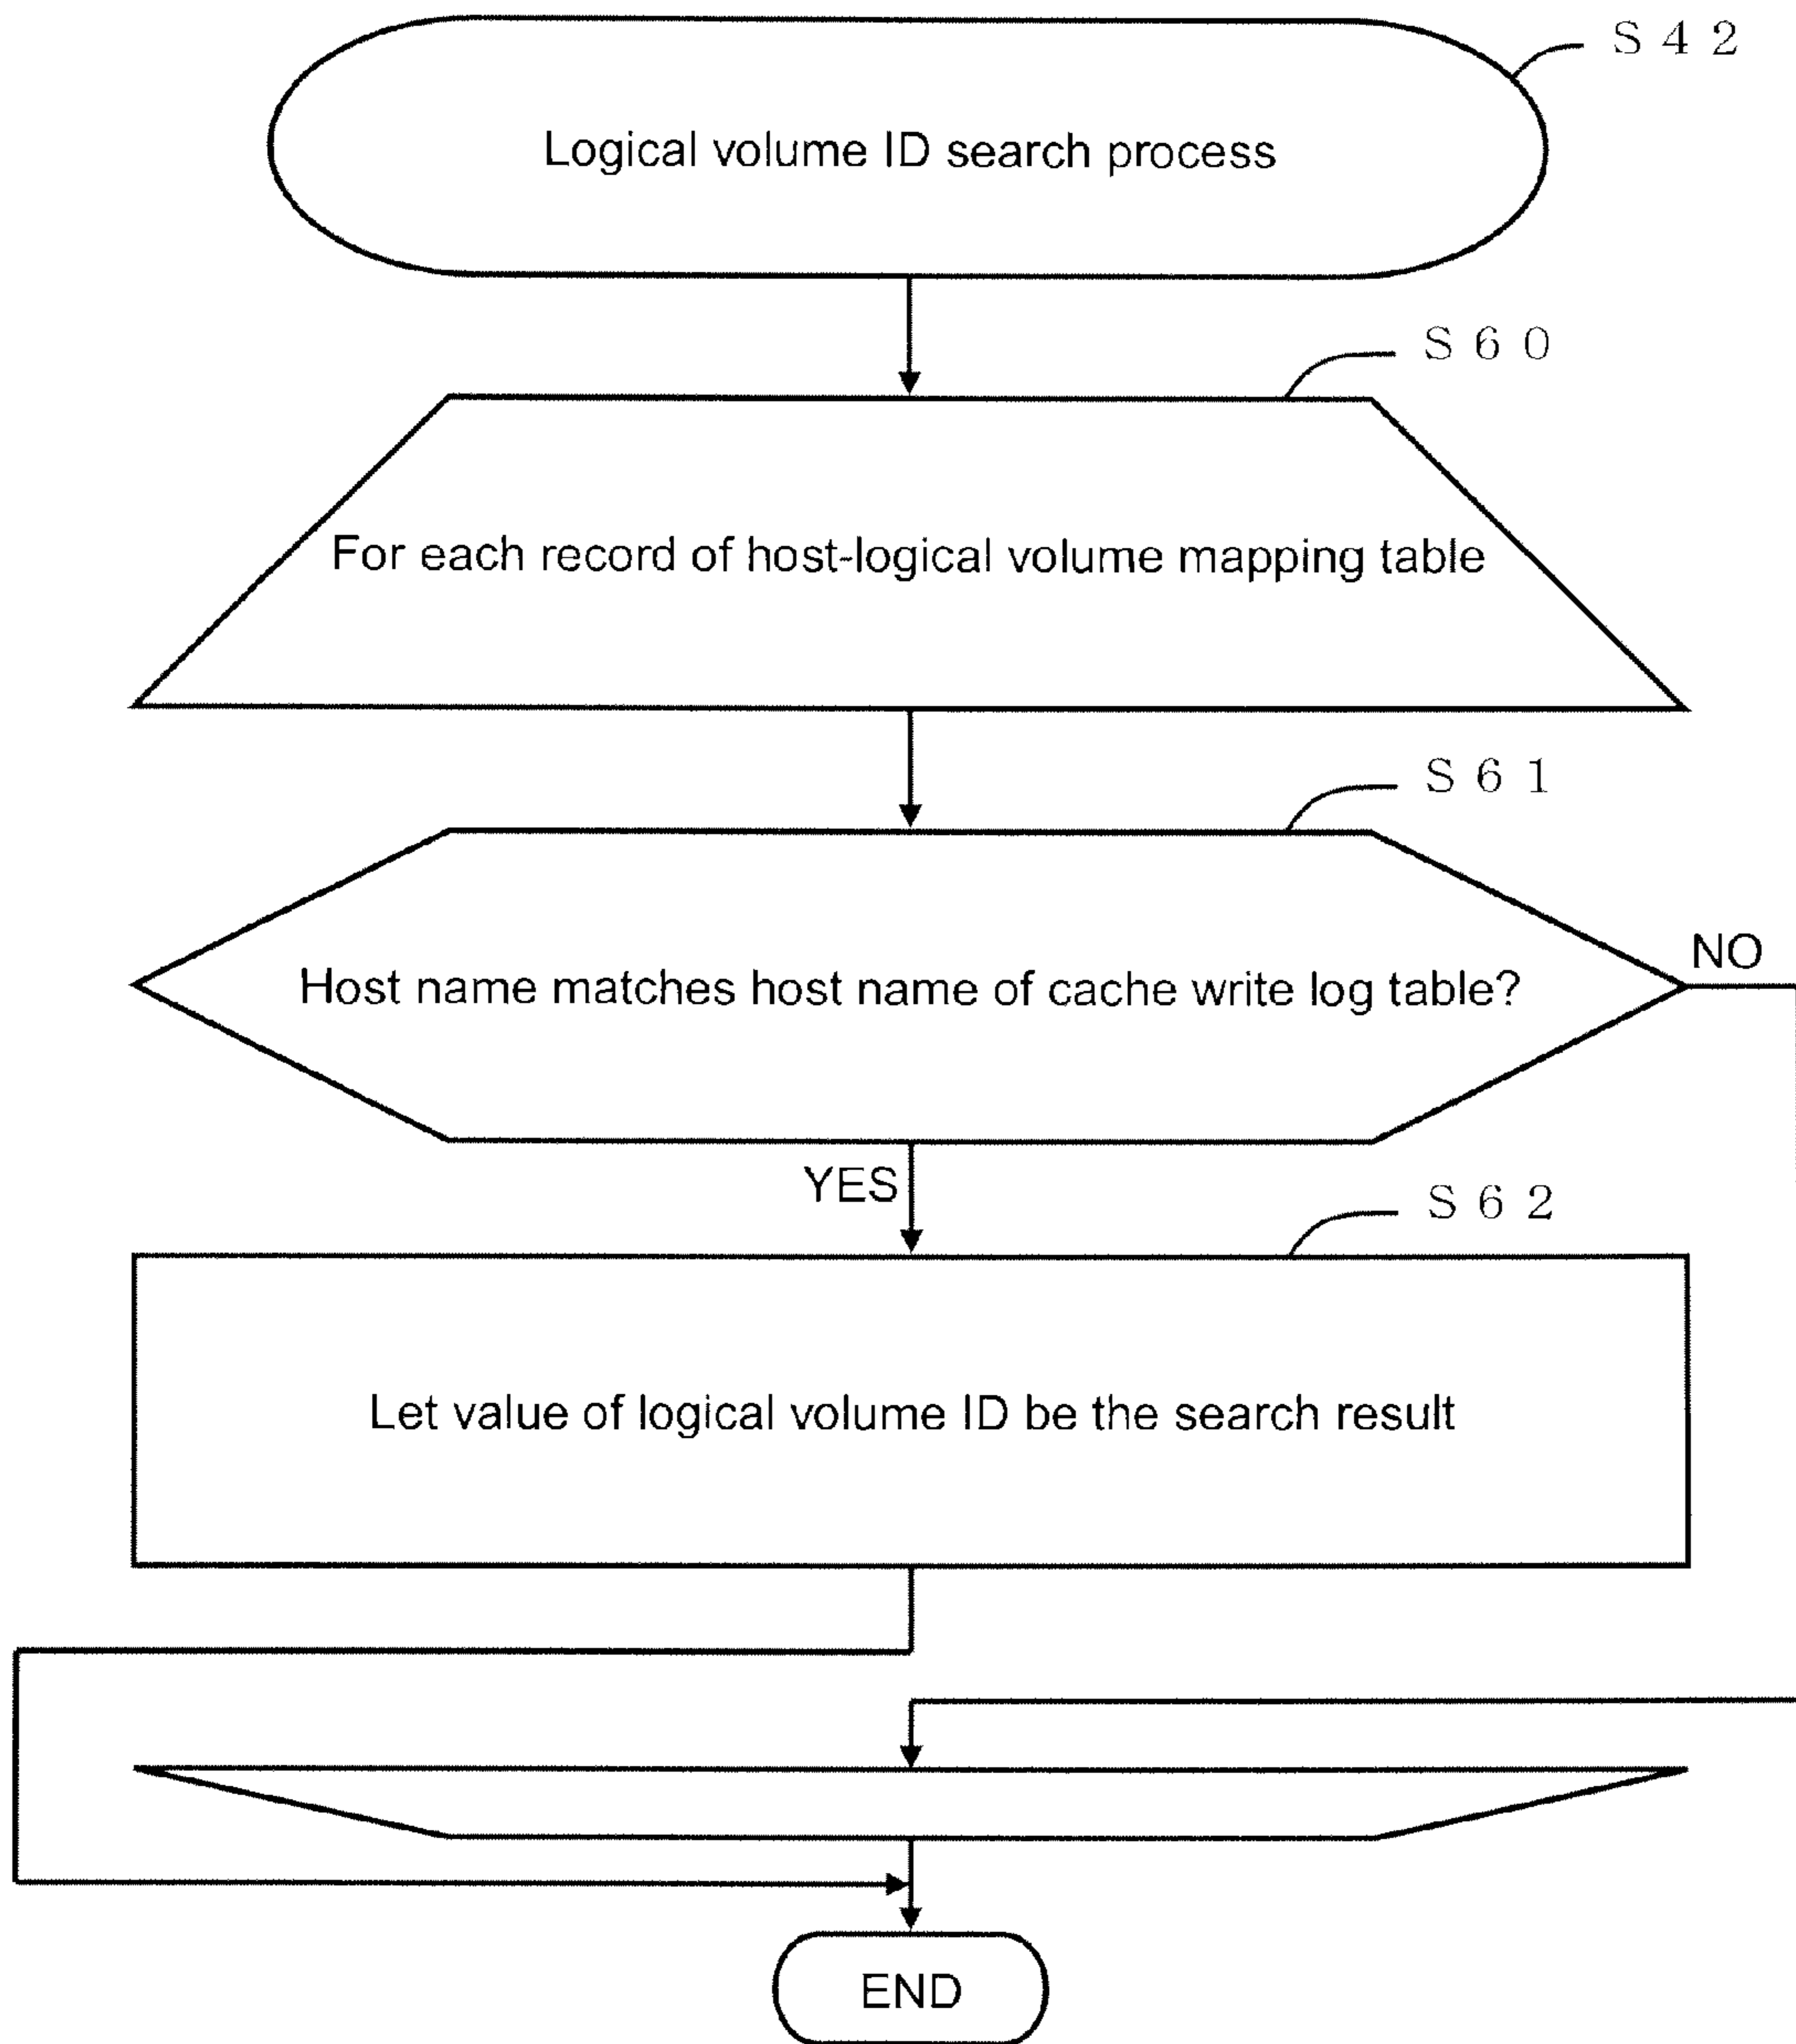 S42
Logical volume ID search process
S60
For each record of host-logical volume mapping table
S61
Host name matches host name of cache write log table?
NO
YES
S62
Let value of logical volume ID be the search result
END